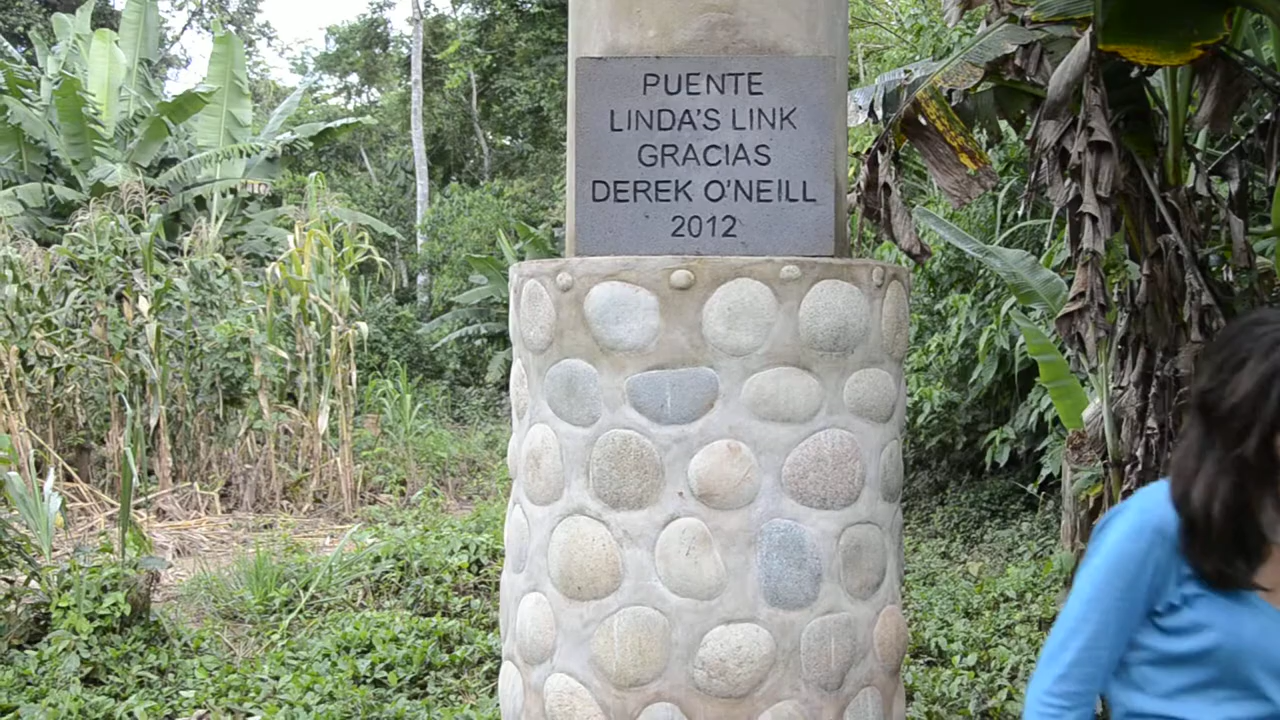 PUENTE
LINDA'S LINK
GRACIAS
DEREK O'NEILL
2012